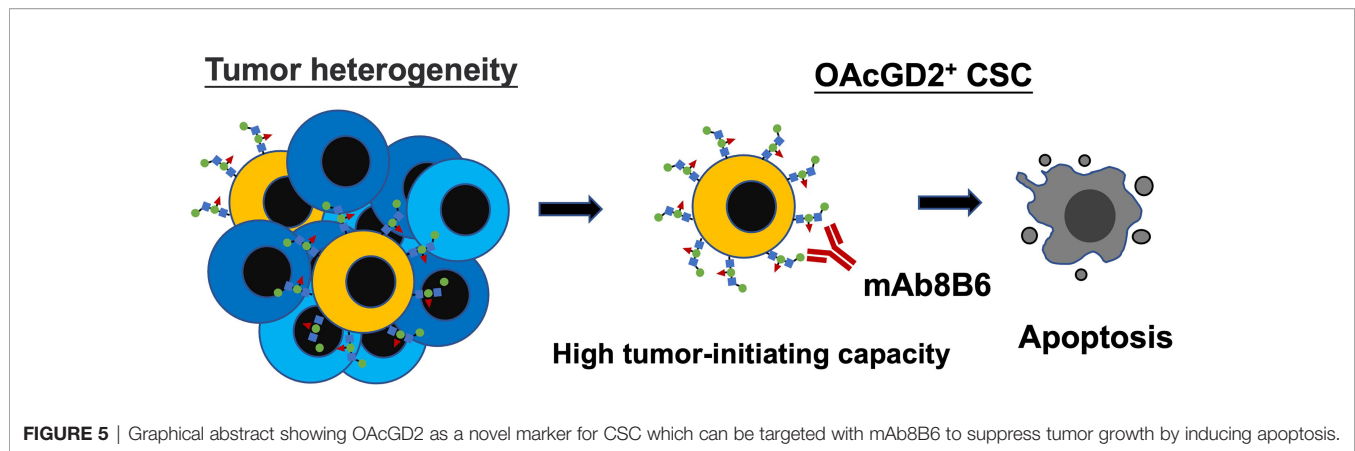 Tumor heterogeneity
OAcGD2⁺ CSC
mAb8B6
High tumor-initiating capacity
Apoptosis
FIGURE 5 | Graphical abstract showing OAcGD2 as a novel marker for CSC which can be targeted with mAb8B6 to suppress tumor growth by inducing apoptosis.